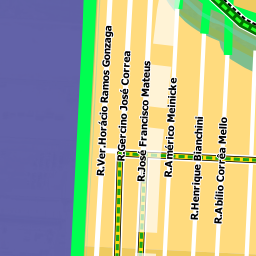 R.Ver.Horácio Ramos Gonzaga
R.Gercino José Correa
R.José Francisco Mateus
R.Américo Meinicke
R.Henrique Bianchini
R.Abílio Corrêa Mello